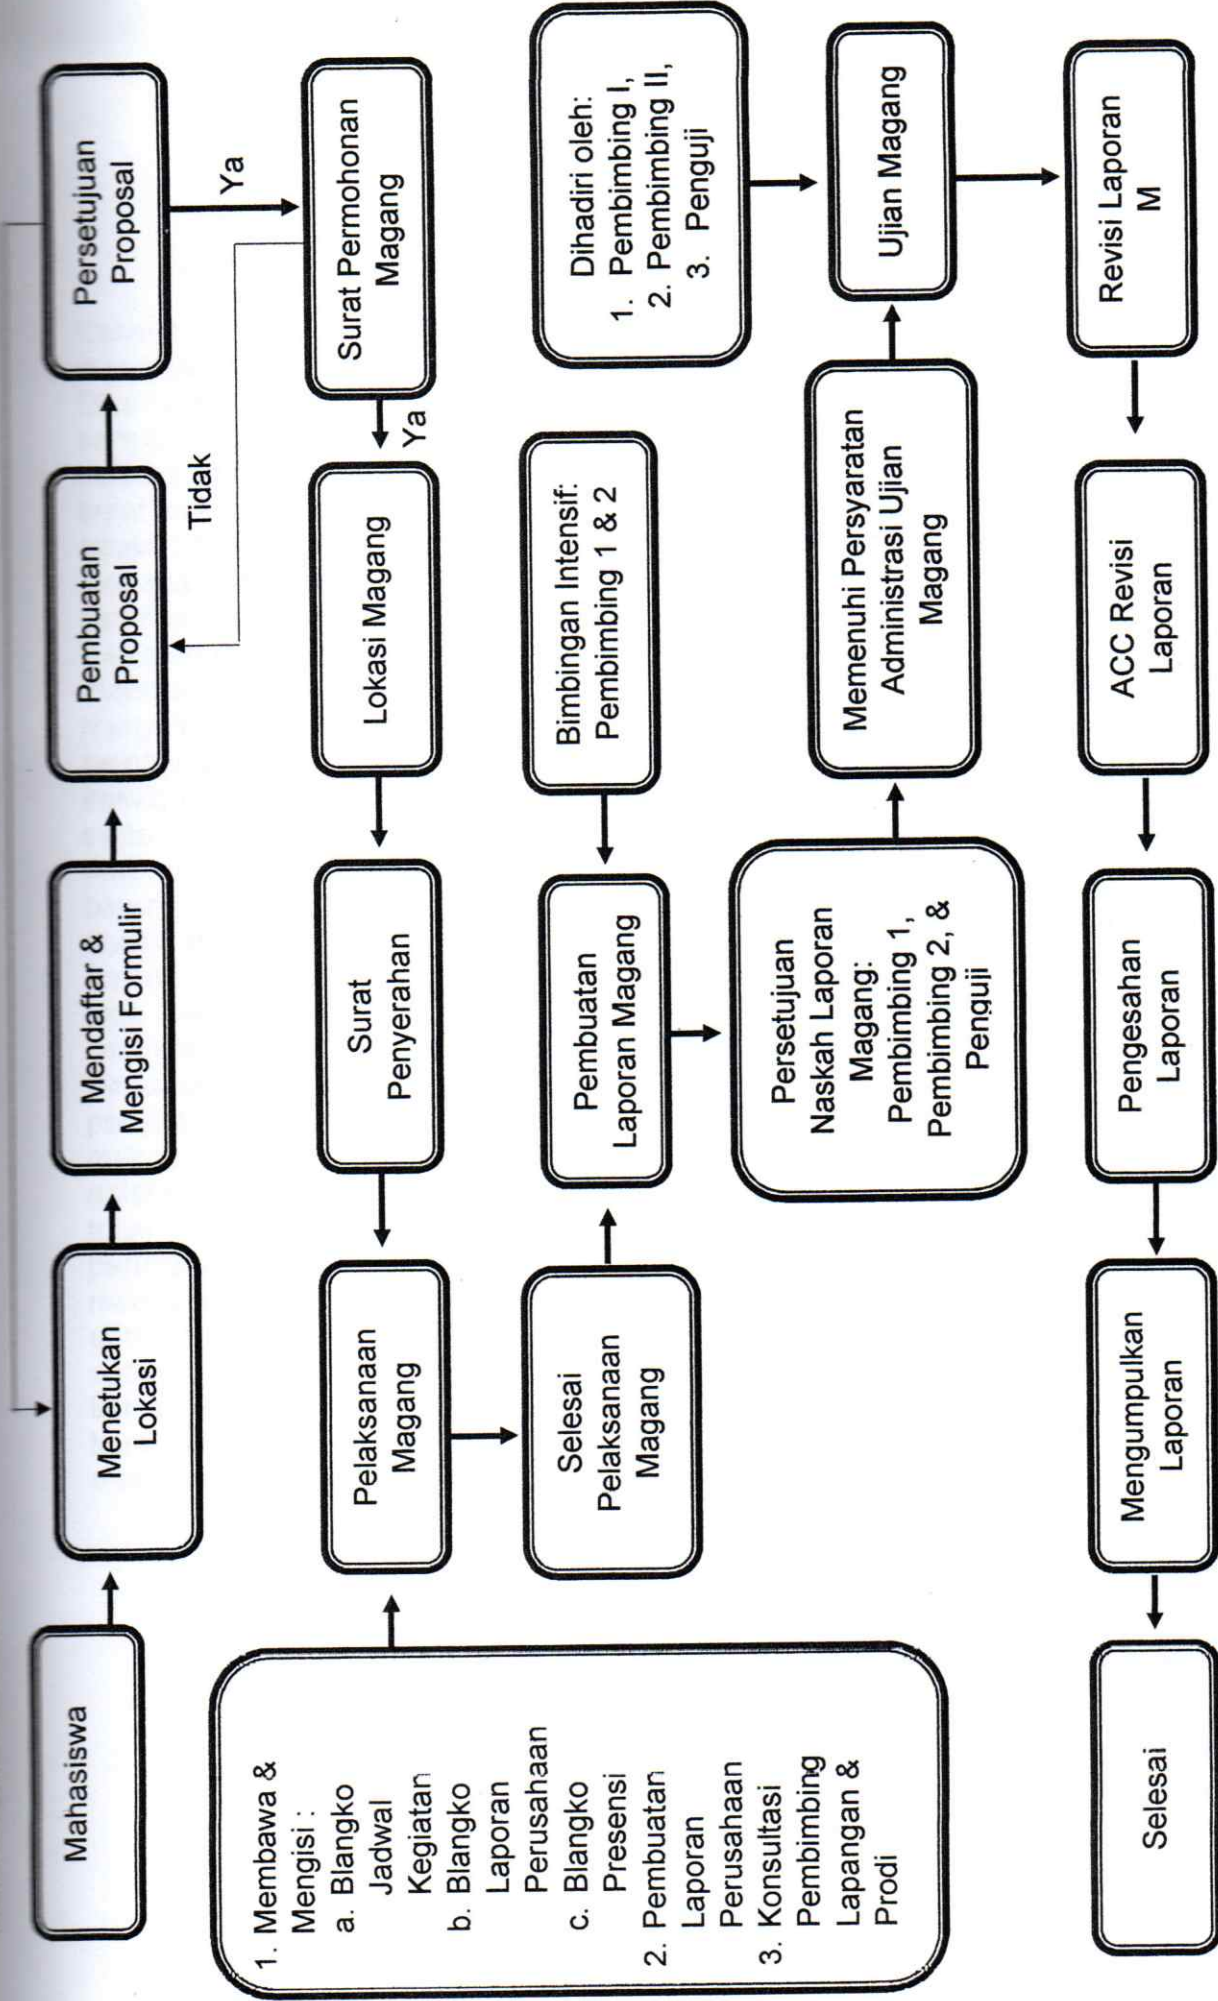 Mahasiswa
Menetukan
Lokasi
Mendaftar &
Mengisi Formulir
Pembuatan
Proposal
Persetujuan
Proposal
Ya
Tidak
Surat Permohonan
Magang
Ya
Lokasi Magang
Surat
Penyerahan
Pelaksanaan
Magang
1. Membawa &
Mengisi :
a. Blangko
Jadwal
Kegiatan
b. Blangko
Laporan
Perusahaan
c. Blangko
Presensi
2. Pembuatan
Laporan
Perusahaan
3. Konsultasi
Pembimbing
Lapangan &
Prodi
Selesai
Pelaksanaan
Magang
Pembuatan
Laporan Magang
Bimbingan Intensif:
Pembimbing 1 & 2
Persetujuan
Naskah Laporan
Magang:
Pembimbing 1,
Pembimbing 2, &
Penguji
Memenuhi Persyaratan
Administrasi Ujian
Magang
Dihadiri oleh:
1. Pembimbing I,
2. Pembimbing II,
3. Penguji
Ujian Magang
Revisi Laporan
M
ACC Revisi
Laporan
Pengesahan
Laporan
Mengumpulkan
Laporan
Selesai